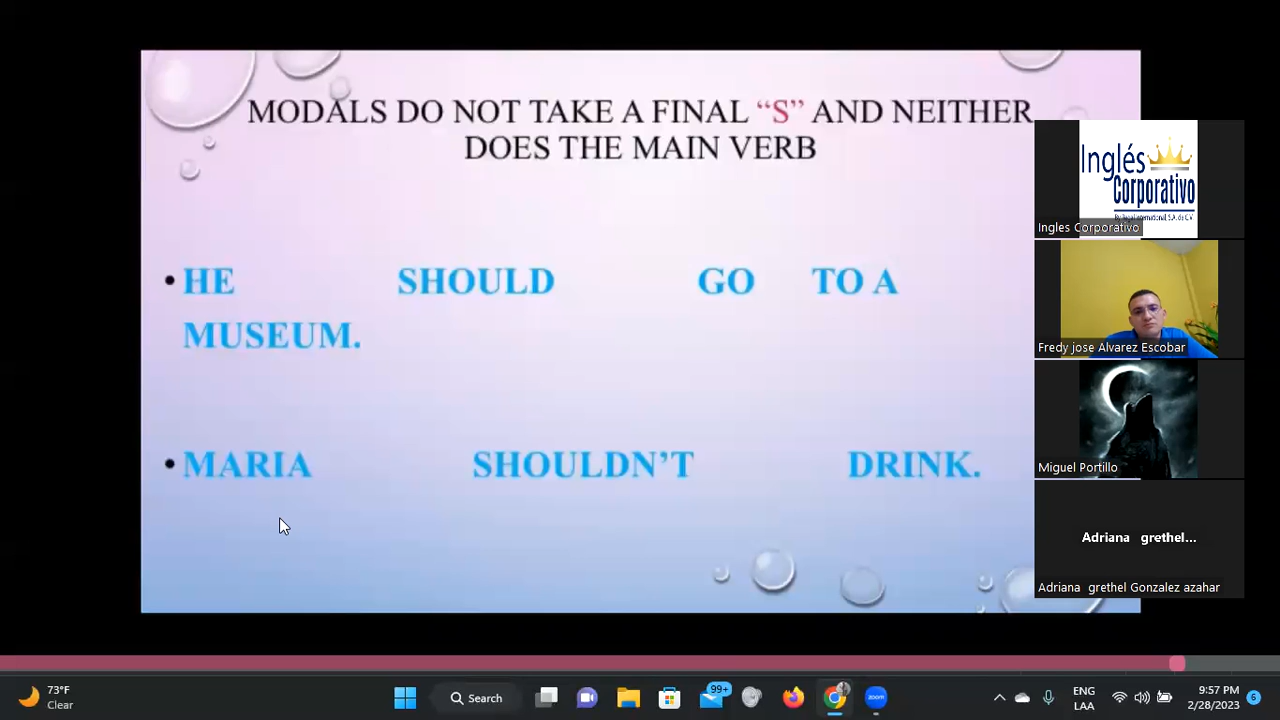 MODALS DO NOT TAKE A FINAL “S” AND NEITHER
DOES THE MAIN VERB
• HE SHOULD GO TO A
MUSEUM.
• MARIA SHOULDN’T DRINK.
Inglés
Corporativo
Ingles Corporativo
Fredy jose Alvarez Escobar
Miguel Portillo
Adriana grethel...
Adriana grethel Gonzalez azahar
73°F
Clear
Search
99+
zoom
ENG
LAA
9:57 PM
2/28/2023
6